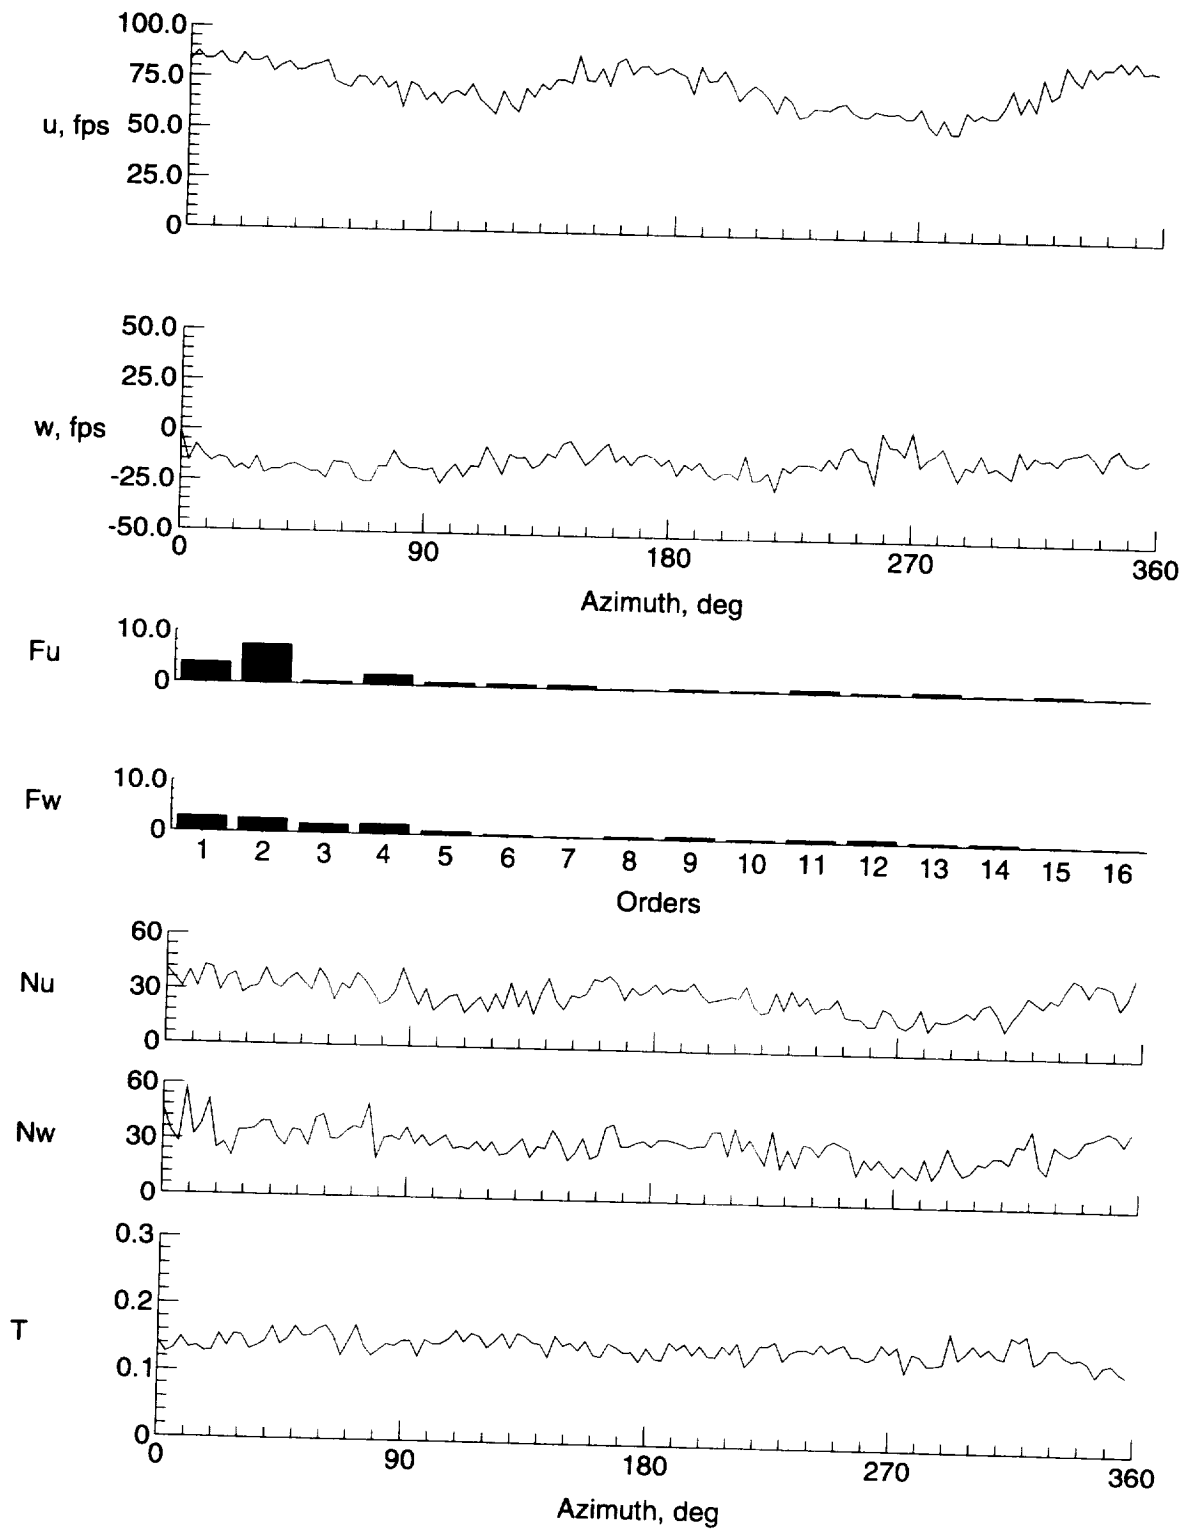 100.0
75.0
u, fps 50.0
25.0
0
50.0
25.0
w, fps 0
-25.0
-50.0
0 90 180 270 360
Azimuth, deg
Fu 10.0
0
Fw 10.0
0
1 2 3 4 5 6 7 8 9 10 11 12 13 14 15 16
Orders
60
Nu 30
0
60
Nw 30
0
0.3
0.2
T
0.1
0
0 90 180 270 360
Azimuth, deg